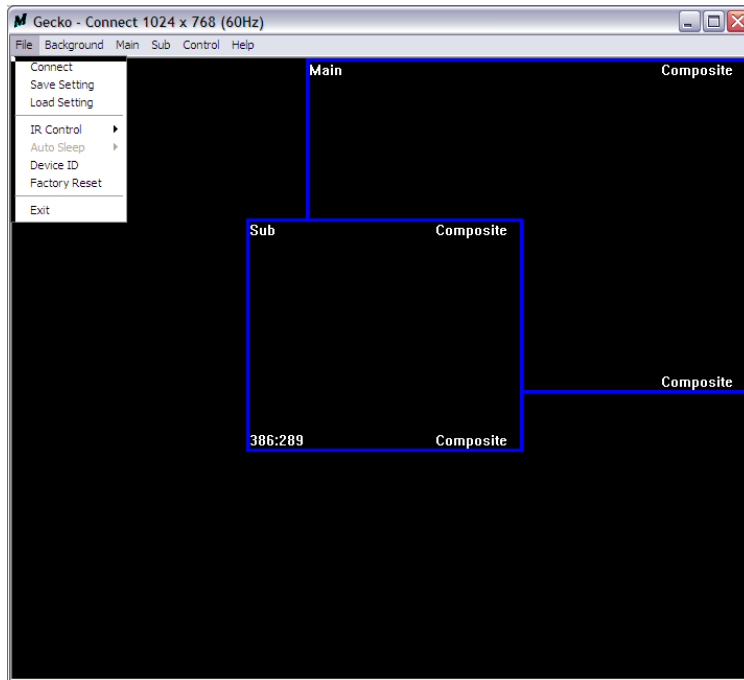 Gecko - Connect 1024 x 768 (60Hz)
File Background Main Sub Control Help
Connect
Save Setting
Load Setting
IR Control
Auto Sleep
Device ID
Factory Reset
Exit
Main Composite
Sub Composite
Composite
386:289 Composite